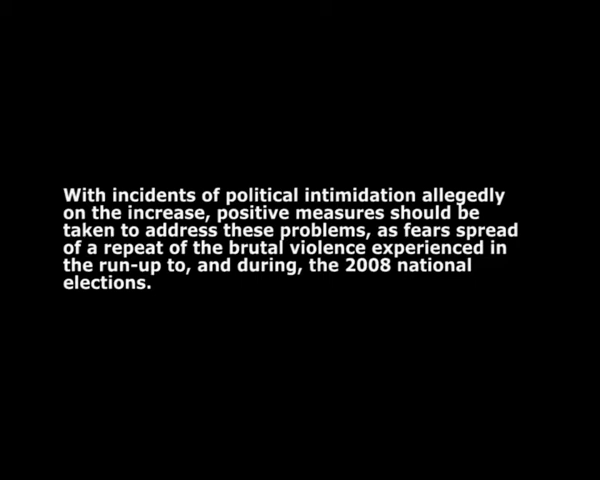 With incidents of political intimidation allegedly
on the increase, positive measures should be
taken to address these problems, as fears spread
of a repeat of the brutal violence experienced in
the run-up to, and during, the 2008 national
elections.